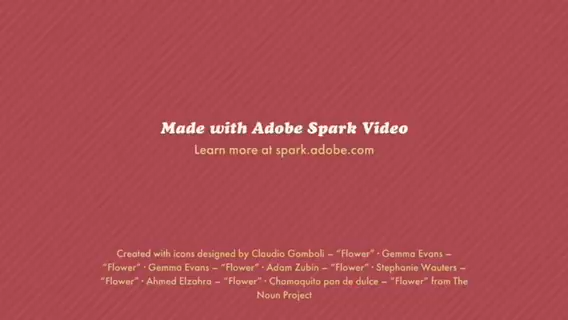 Made with Adobe Spark Video
Learn more at spark.adobe.com
Created with icons designed by Claudio Gomboli – "Flower" · Gemma Evans –
"Flower" · Gemma Evans – "Flower" · Adam Zubin – "Flower" · Stephanie Wauters –
"Flower" · Ahmed Elzahra – "Flower" · Chamaquito pan de dulce – "Flower" from The
Noun Project